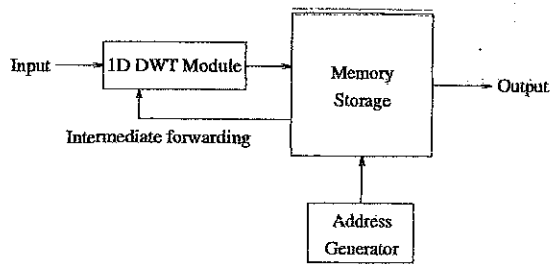 Input
1D DWT Module
Memory
Storage
Output
Intermediate forwarding
Address
Generator